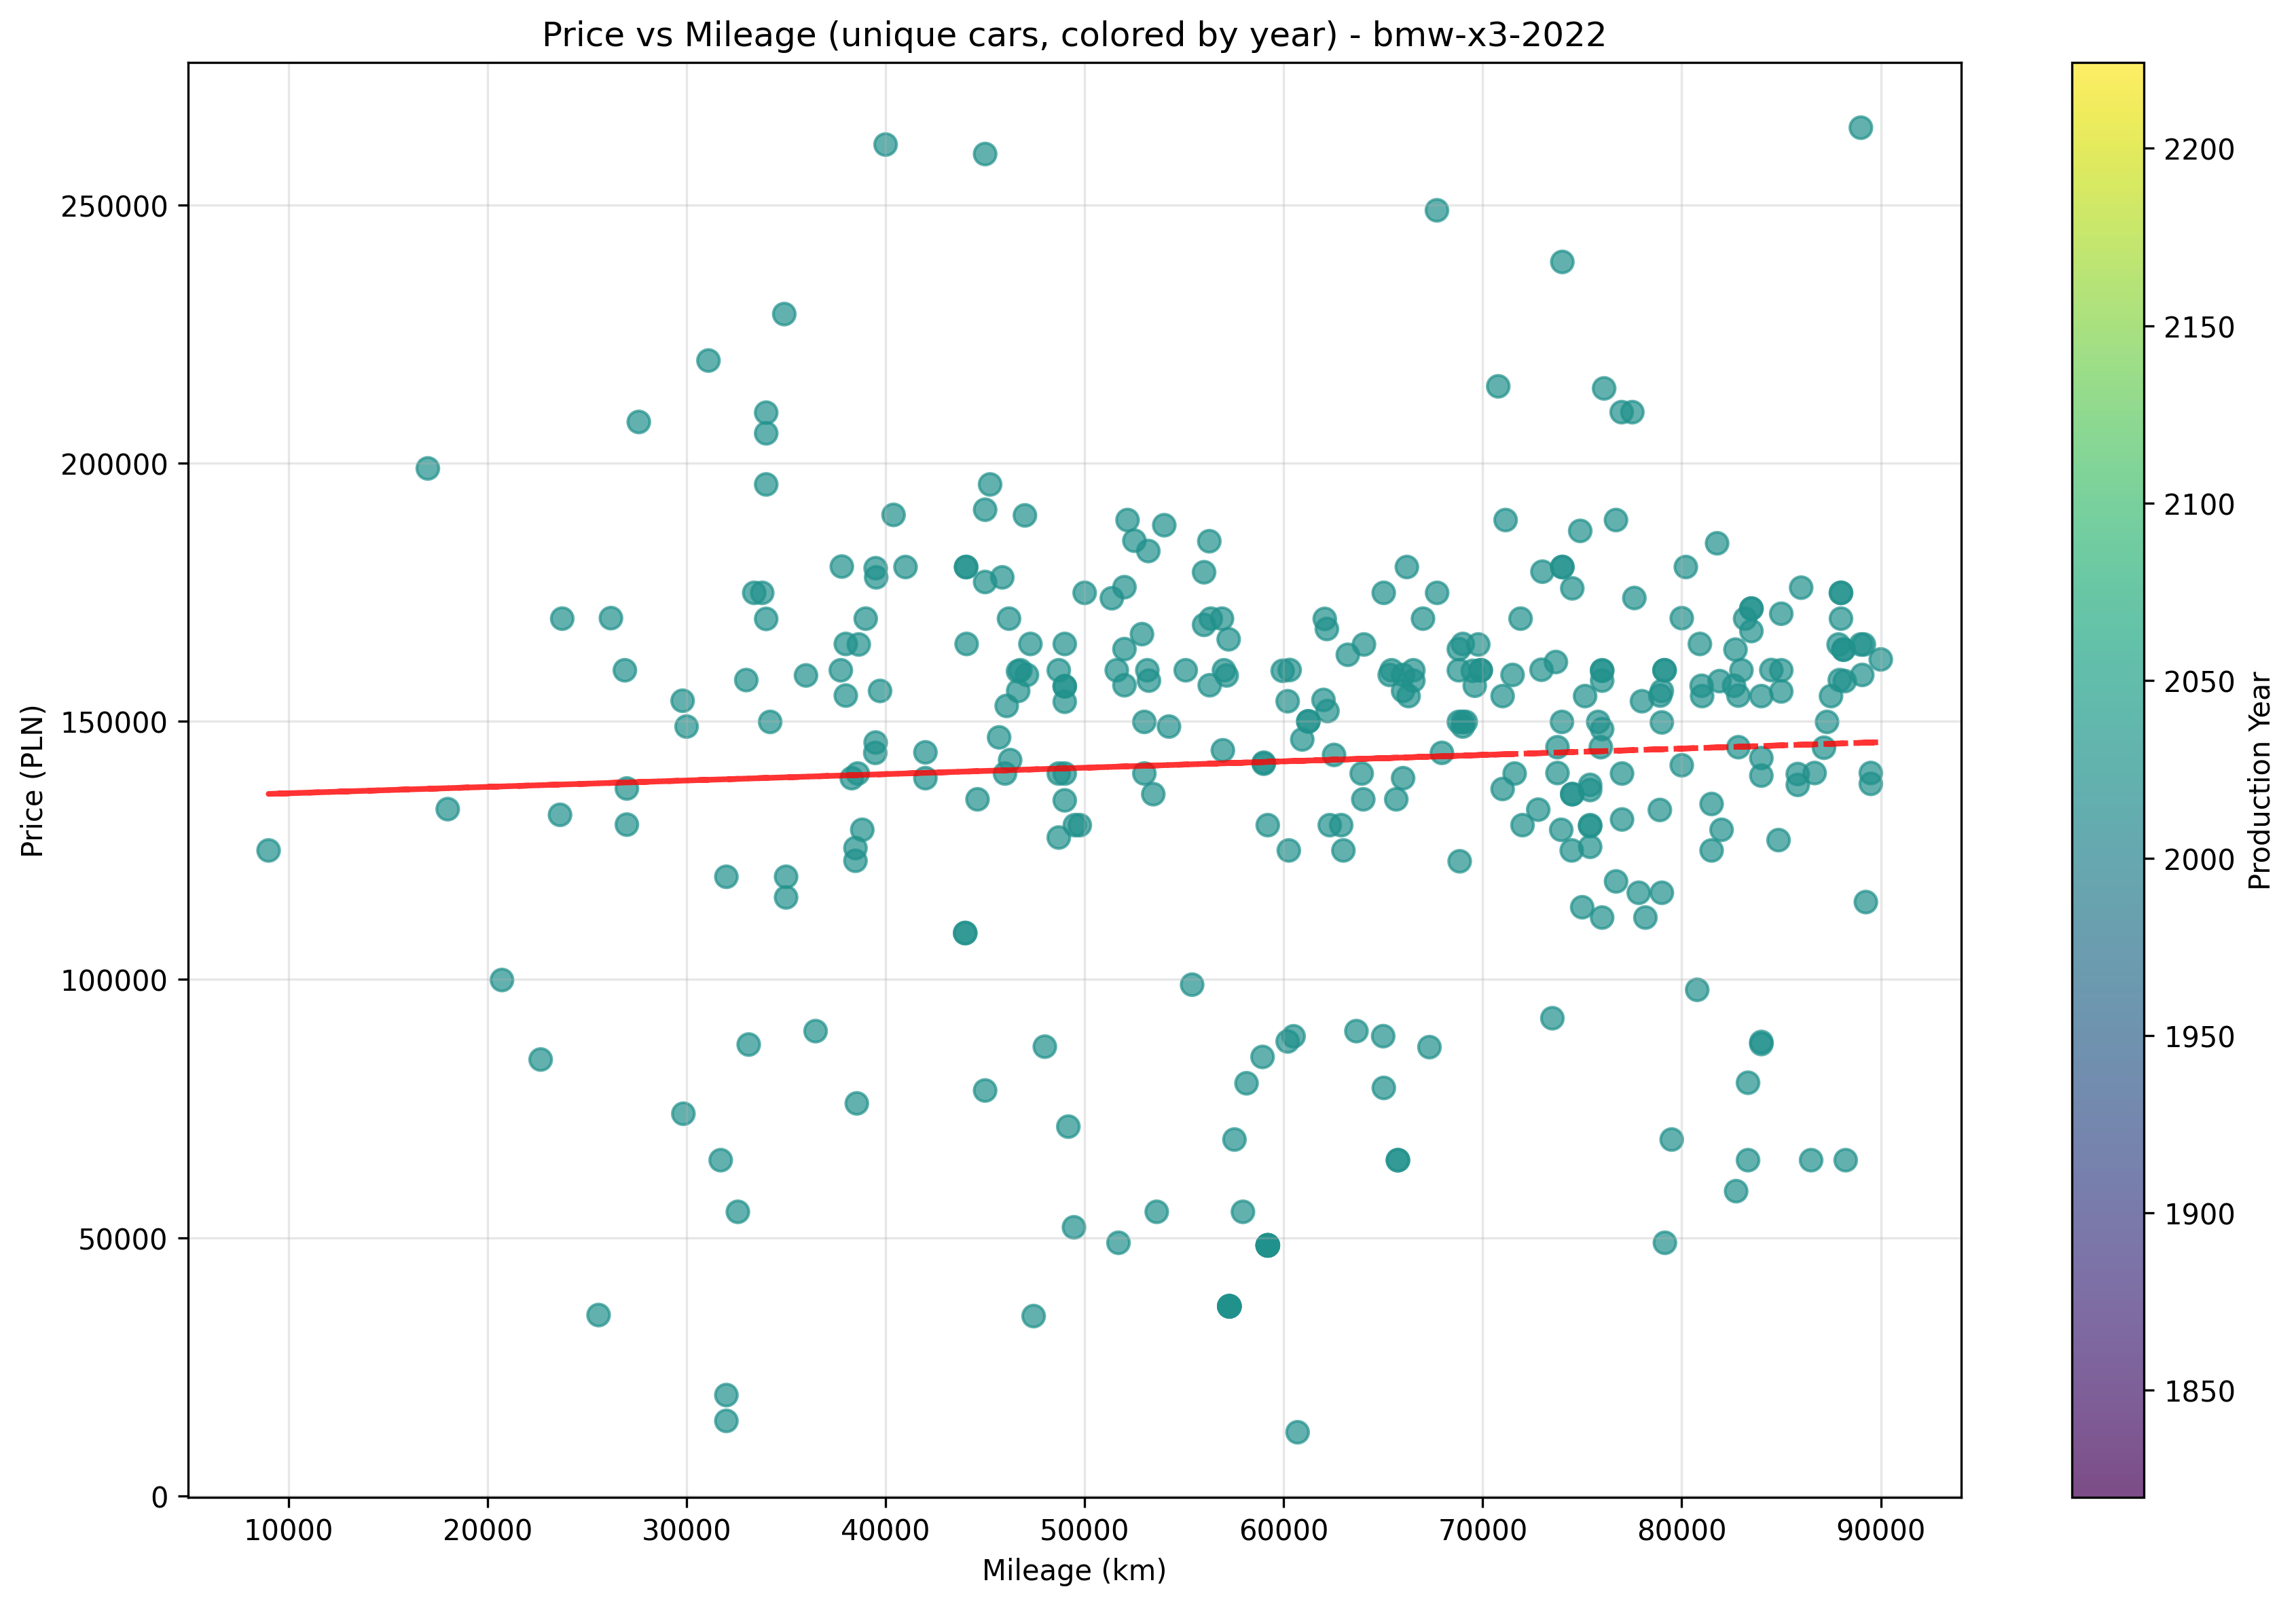 Price vs Mileage (unique cars, colored by year) - bmw-x3-2022
Price (PLN)
250000
200000
150000
100000
50000
0
10000 20000 30000 40000 50000 60000 70000 80000 90000
Mileage (km)
2200
2150
2100
2050
2000
1950
1900
1850
Production Year